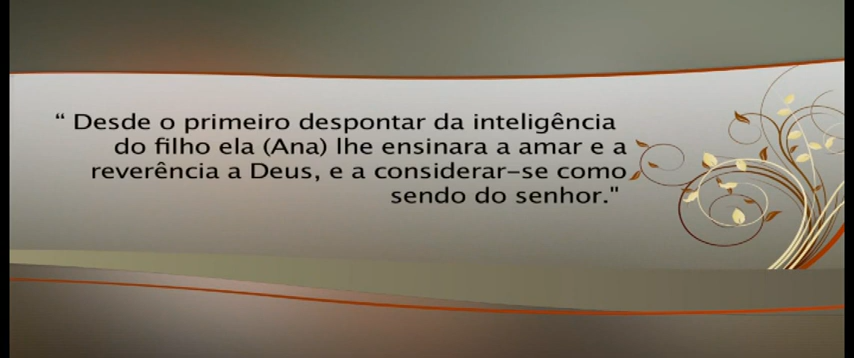 “ Desde o primeiro despontar da inteligência
do filho ela (Ana) lhe ensinara a amar e a
reverência a Deus, e a considerar-se como
sendo do senhor."